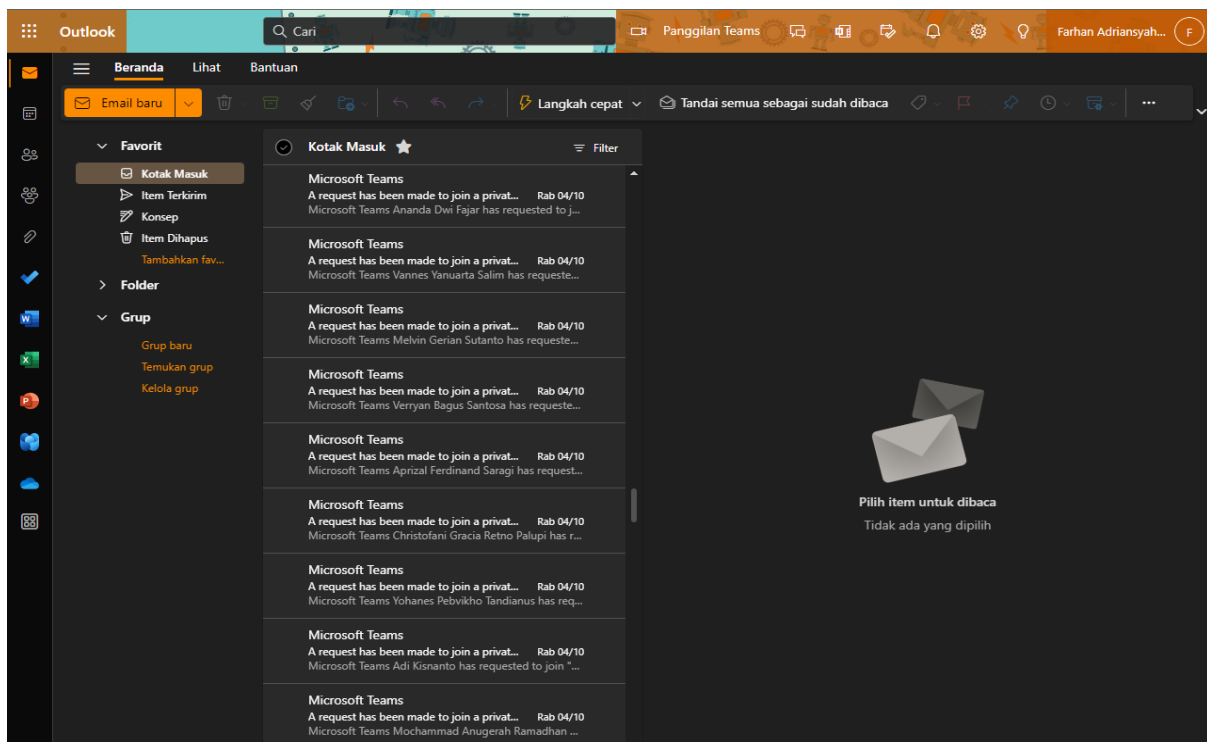 Outlook
Cari
Panggilan Teams
Farhan Adriansyah...
F
Beranda
Lihat
Bantuan
Email baru
Langkah cepat
Tandai semua sebagai sudah dibaca
Favorit
Kotak Masuk
Item Terkirim
Konsep
Item Dihapus
Tambahkan fav...
Folder
Grup
Grup baru
Temukan grup
Kelola grup
Kotak Masuk
Filter
Microsoft Teams
A request has been made to join a privat... Rab 04/10
Microsoft Teams Ananda Dwi Fajar has requested to j...
Microsoft Teams
A request has been made to join a privat... Rab 04/10
Microsoft Teams Vannes Yanuarta Salim has requeste...
Microsoft Teams
A request has been made to join a privat... Rab 04/10
Microsoft Teams Melvin Gerian Sutanto has requeste...
Microsoft Teams
A request has been made to join a privat... Rab 04/10
Microsoft Teams Verryan Bagus Santosa has requeste...
Microsoft Teams
A request has been made to join a privat... Rab 04/10
Microsoft Teams Aprizal Ferdinand Saragi has request...
Microsoft Teams
A request has been made to join a privat... Rab 04/10
Microsoft Teams Christofani Gracia Retno Palupi has r...
Microsoft Teams
A request has been made to join a privat... Rab 04/10
Microsoft Teams Yohanes Pebvikho Tandianus has req...
Microsoft Teams
A request has been made to join a privat... Rab 04/10
Microsoft Teams Adi Kisnanto has requested to join "...
Microsoft Teams
A request has been made to join a privat... Rab 04/10
Microsoft Teams Mochammad Anugerah Ramadhan ...
Pilih item untuk dibaca
Tidak ada yang dipilih